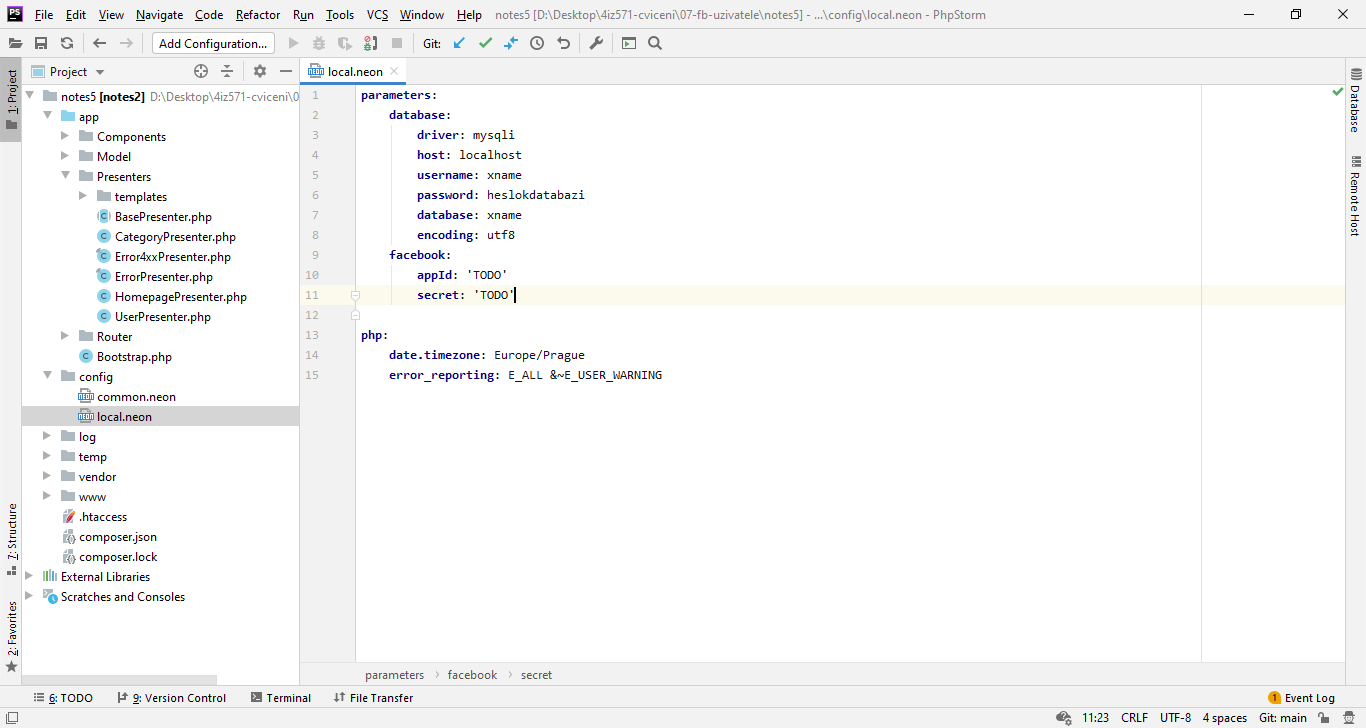 PS File Edit View Navigate Code Refactor Run Tools VCS Window Help notes5 [D:\Desktop\4iz571-cviceni\07-fb-uzivatele\notes5] - ...\config\local.neon - PhpStorm
Add Configuration... Git:
1: Project
Project
local.neon
notes5 [notes2] D:\Desktop\4iz571-cviceni\0
app
Components
Model
Presenters
templates
BasePresenter.php
CategoryPresenter.php
Error4xxPresenter.php
ErrorPresenter.php
HomepagePresenter.php
UserPresenter.php
Router
Bootstrap.php
config
common.neon
local.neon
log
temp
vendor
www
.htaccess
composer.json
composer.lock
External Libraries
Scratches and Consoles
7: Structure
2: Favorites
1 parameters:
2 database:
3 driver: mysqli
4 host: localhost
5 username: xname
6 password: heslokdatabazi
7 database: xname
8 encoding: utf8
9 facebook:
10 appId: 'TODO'
11 secret: 'TODO'
12
13 php:
14 date.timezone: Europe/Prague
15 error_reporting: E_ALL &~E_USER_WARNING
Database
Remote Host
parameters facebook secret
6: TODO 9: Version Control Terminal File Transfer 1 Event Log
11:23 CRLF UTF-8 4 spaces Git: main